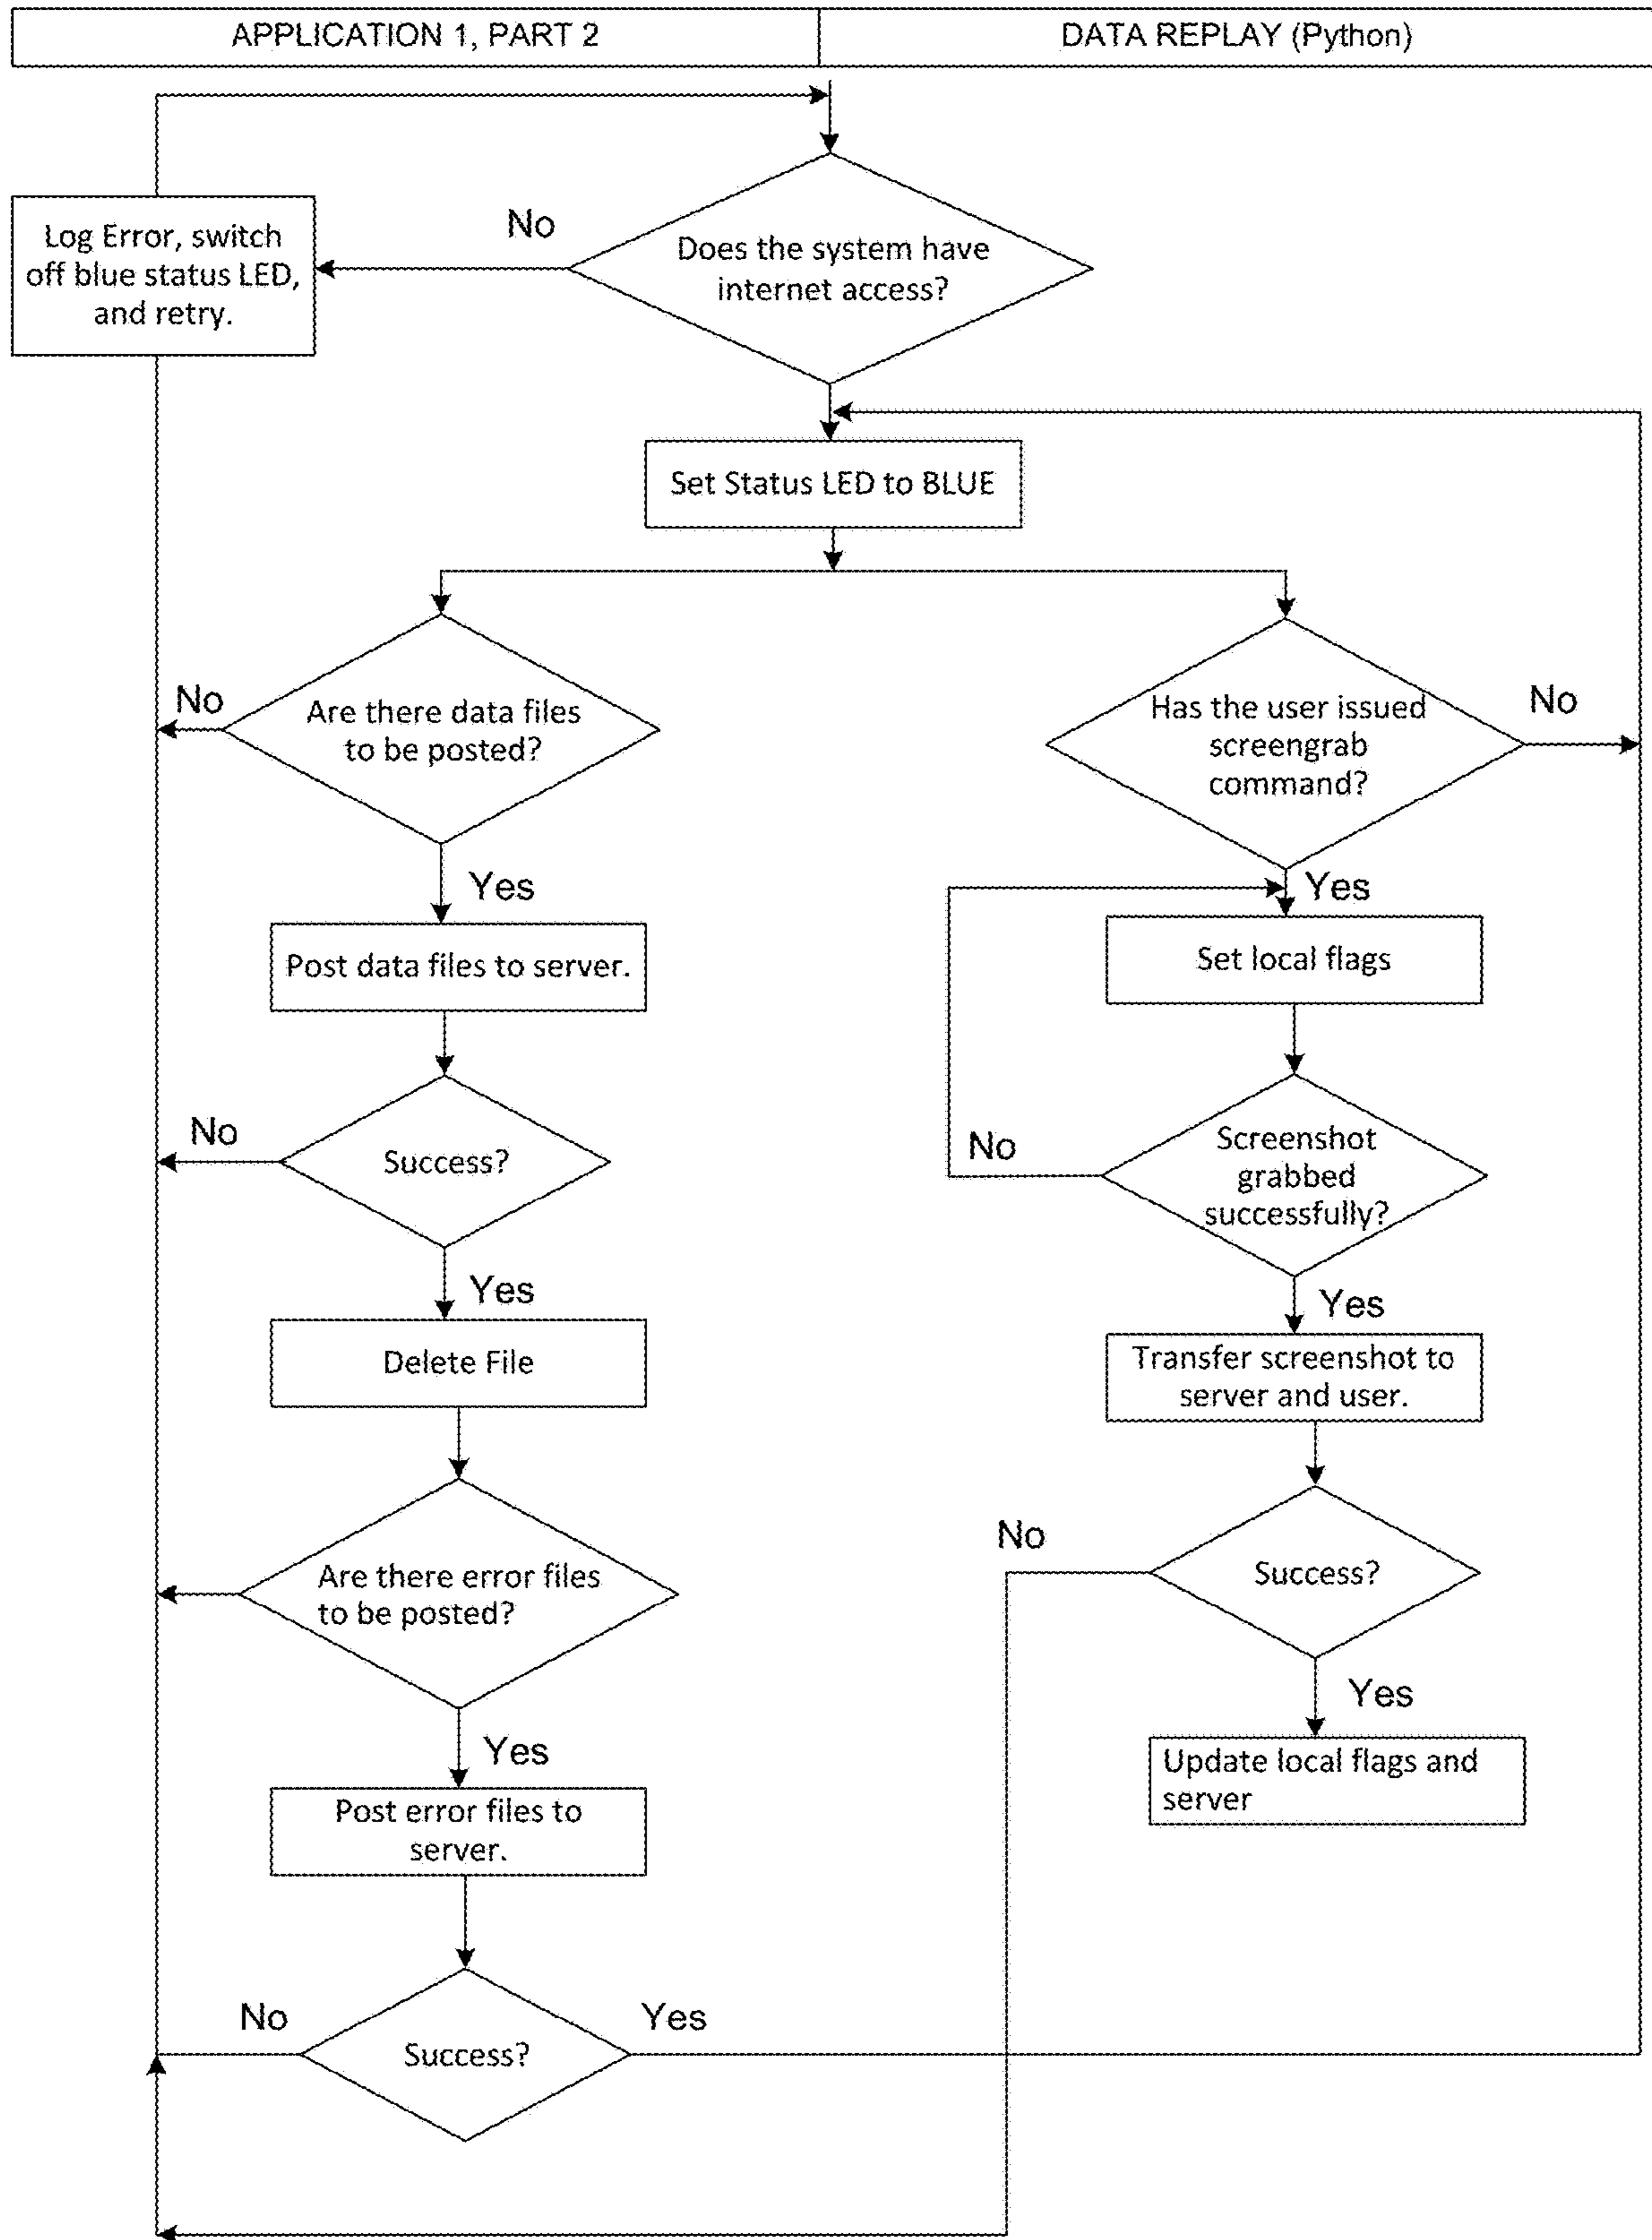 APPLICATION 1, PART 2
DATA REPLAY (Python)
Log Error, switch
off blue status LED,
and retry.
No
Does the system have
internet access?
Set Status LED to BLUE
No
Are there data files
to be posted?
Has the user issued
screengrab
command?
No
Yes
Yes
Post data files to server.
Set local flags
No
Success?
No
Screenshot
grabbed
successfully?
Yes
Yes
Delete File
Transfer screenshot to
server and user.
Are there error files
to be posted?
No
Success?
Yes
Yes
Post error files to
server.
Update local flags and
server
No
Success?
Yes